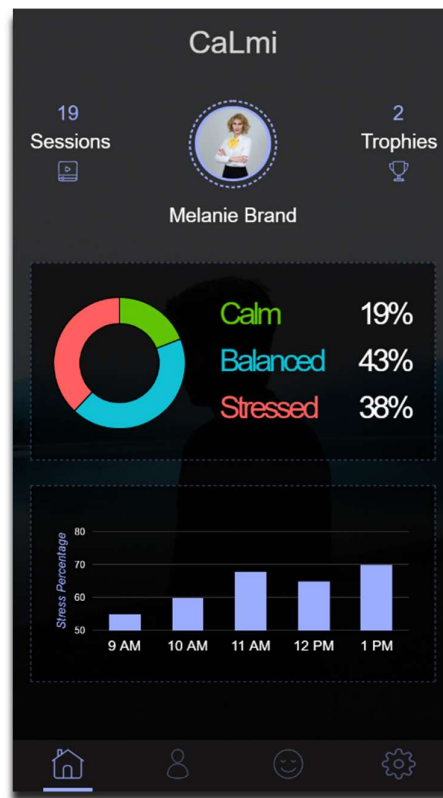 CaLmi
19
Sessions
2
Trophies
Melanie Brand
Calm 19%
Balanced 43%
Stressed 38%
Stress Percentage
80
70
60
50
9 AM 10 AM 11 AM 12 PM 1 PM